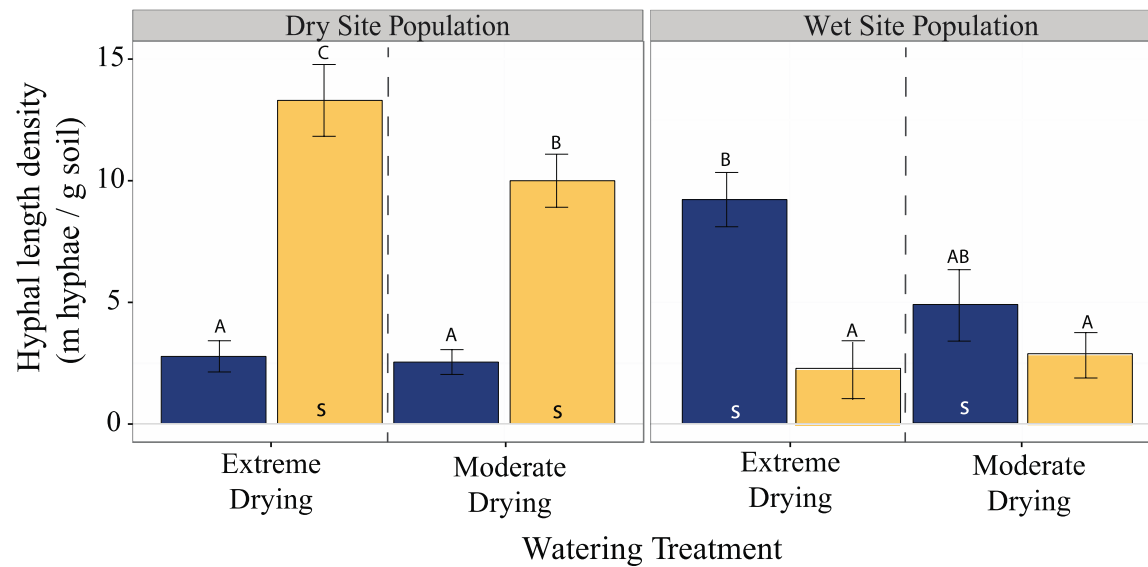 Dry Site Population
Wet Site Population
Hyphal length density
(m hyphae / g soil)
15
10
5
0
A
C
A
B
S
S
B
A
AB
A
S
S
Extreme
Drying
Moderate
Drying
Extreme
Drying
Moderate
Drying
Watering Treatment